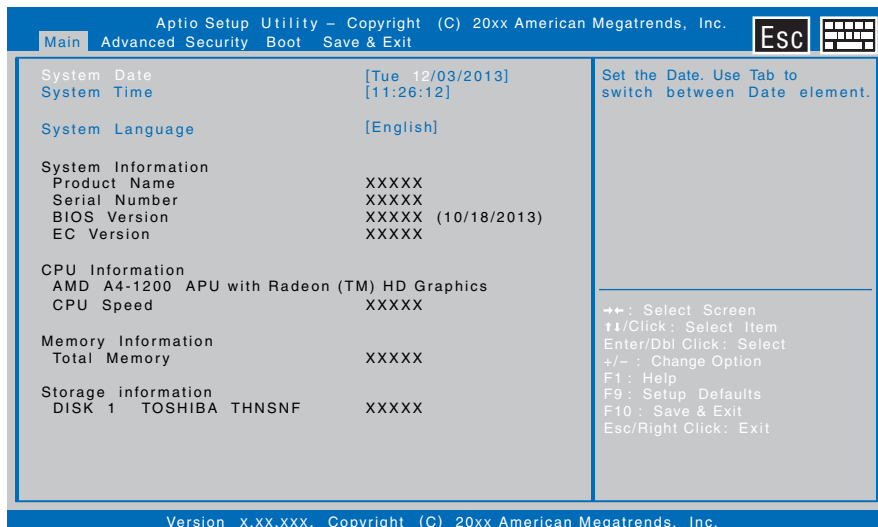 Aptio Setup Utility – Copyright (C) 20xx American Megatrends, Inc.
Main Advanced Security Boot Save & Exit
Esc
System Date [Tue 12/03/2013]
System Time [11:26:12]
System Language [English]
System Information
Product Name XXXXX
Serial Number XXXXX
BIOS Version XXXXX (10/18/2013)
EC Version XXXXX
CPU Information
AMD A4-1200 APU with Radeon (TM) HD Graphics
CPU Speed XXXXX
Memory Information
Total Memory XXXXX
Storage information
DISK 1 TOSHIBA THNSNF XXXXX
Set the Date. Use Tab to
switch between Date element.
→←: Select Screen
↑↓/Click: Select Item
Enter/Dbl Click: Select
+/– : Change Option
F1 : Help
F9 : Setup Defaults
F10 : Save & Exit
Esc/Right Click: Exit
Version x.xx.xxx. Copyright (C) 20xx American Megatrends, Inc.